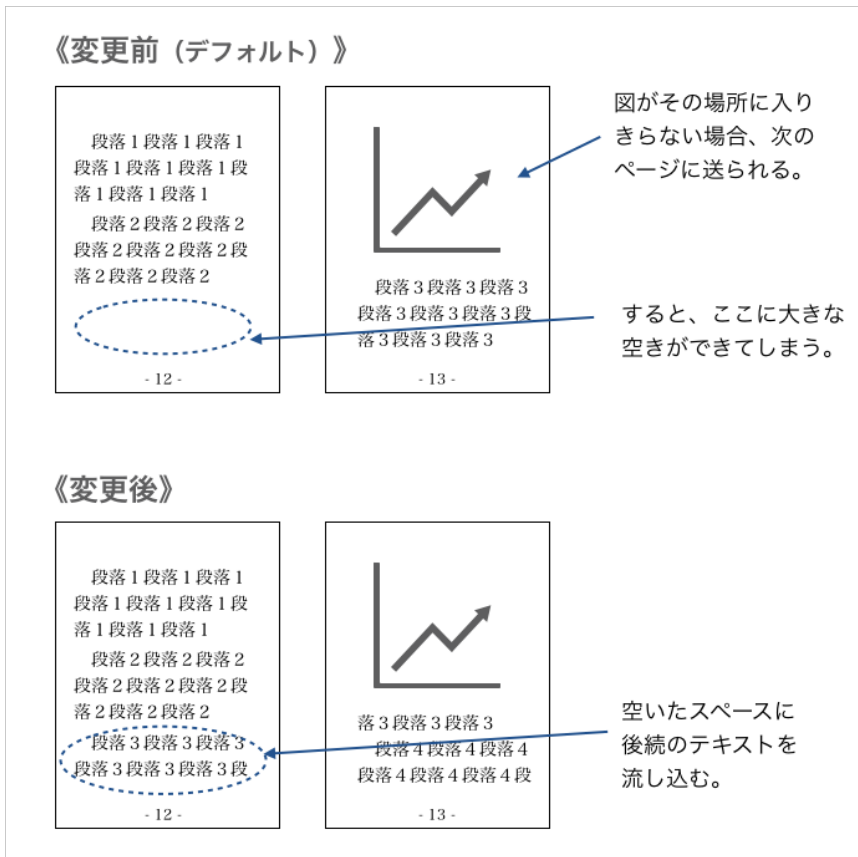 《変更前（デフォルト）》
段落１段落１段落１
段落１段落１段落１段
落１段落１段落１
段落２段落２段落２
段落２段落２段落２段
落２段落２段落２
- 12 -
段落３段落３段落３
段落３段落３段落３段
落３段落３段落３
- 13 -
図がその場所に入り
きらない場合、次の
ページに送られる。
すると、ここに大きな
空きができてしまう。
《変更後》
段落１段落１段落１
段落１段落１段落１段
落１段落１段落１
段落２段落２段落２
段落２段落２段落２段
落２段落２段落２
段落３段落３段落３
段落３段落３段落３段
- 12 -
落３段落３段落３
段落４段落４段落４
段落４段落４段落４段
- 13 -
空いたスペースに
後続のテキストを
流し込む。